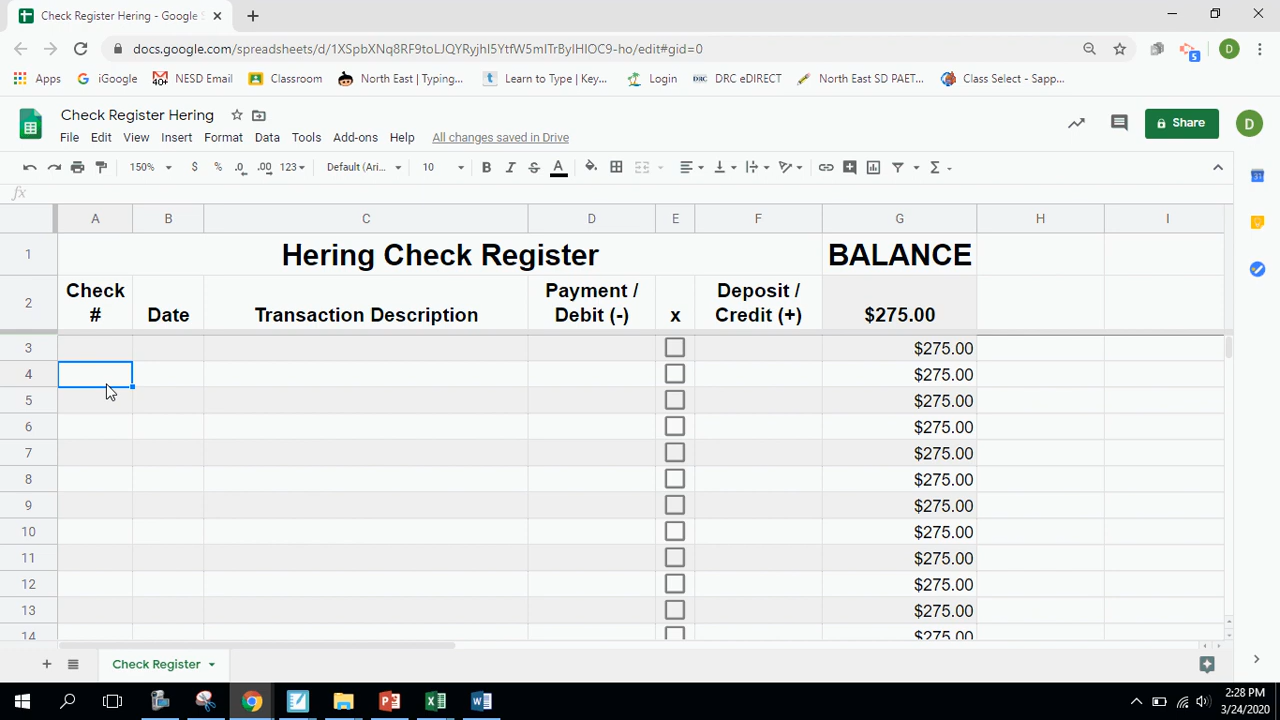 Check Register Hering - Google S
docs.google.com/spreadsheets/d/1XSpbXNq8RF9toLJQYRyjhI5YtfW5mITrByIHIOC9-ho/edit#gid=0
Apps iGoogle NESD Email Classroom North East | Typing... Learn to Type | Key... Login DRC eDIRECT North East SD PAET... Class Select - Sepp...
Check Register Hering
File Edit View Insert Format Data Tools Add-ons Help All changes saved in Drive
Share
D
150% $ % .0 .00 123 Default (Ari... 10 B I S A Σ
fx
A B C D E F G H I
1 Hering Check Register BALANCE
2 Check # Date Transaction Description Payment / Debit (-) x Deposit / Credit (+) $275.00
3 $275.00
4 $275.00
5 $275.00
6 $275.00
7 $275.00
8 $275.00
9 $275.00
10 $275.00
11 $275.00
12 $275.00
13 $275.00
14 $275.00
Check Register
2:28 PM
3/24/2020